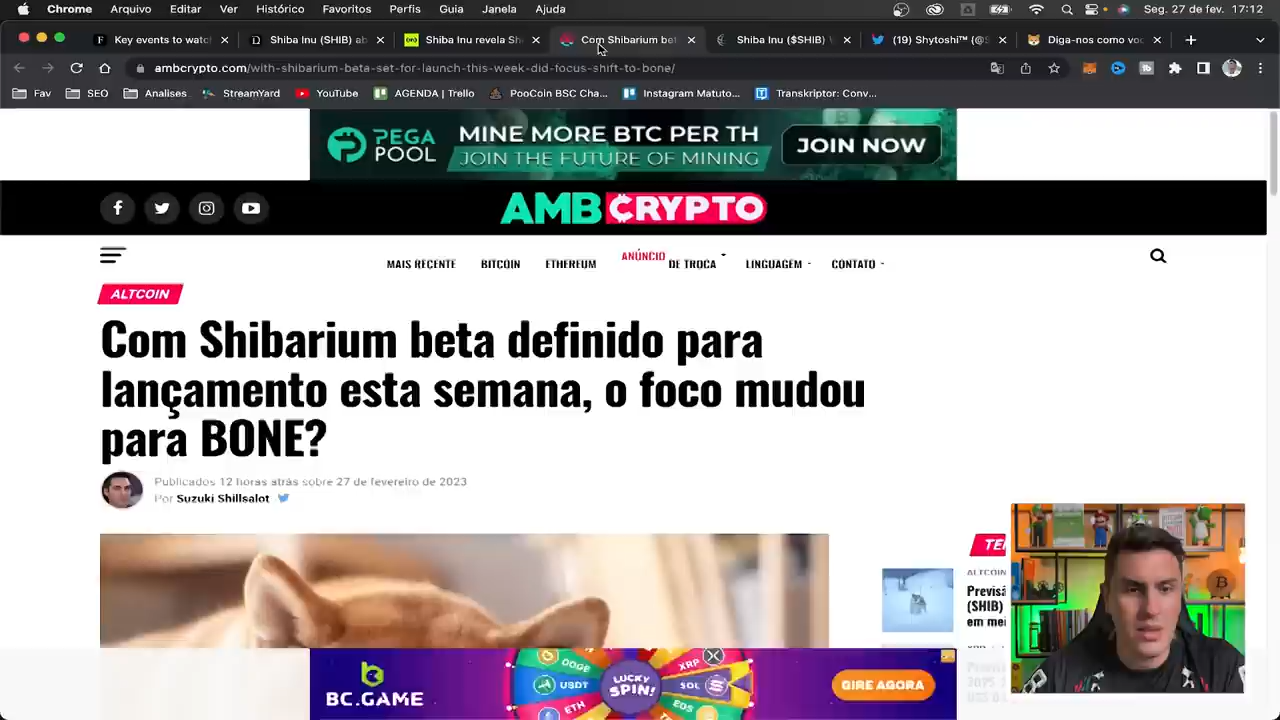 Chrome Arquivo Editar Ver Histórico Favoritos Perfis Guia Janela Ajuda Seg. 27 de fev. 17:12
Key events to watch Shiba Inu (SHIB) ab Shiba Inu revela She Com Shibarium bet Shiba Inu ($SHIB) (19) Shytoshi™ (@S Diga-nos como voc
ambcrypto.com/with-shibarium-beta-set-for-launch-this-week-did-focus-shift-to-bone/
Fav SEO Analises StreamYard YouTube AGENDA | Trello PooCoin BSC Cha... Instagram Matuto... Transkriptor: Conv...
PEGA POOL
MINE MORE BTC PER TH
JOIN THE FUTURE OF MINING
JOIN NOW
AMBCRYPTO
MAIS RECENTE BITCOIN ETHEREUM ANÚNCIO DE TROCA LINGUAGEM CONTATO
ALTCOIN
Com Shibarium beta definido para
lançamento esta semana, o foco mudou
para BONE?
Publicados 12 horas atrás sobre 27 de fevereiro de 2023
Por Suzuki Shillsalot
ALTCOIN
Previsã
(SHIB)
em me
BC.GAME
DOGE
USDT
ETH
LUCKY
SPIN!
XRP
SOL
EOS
GIRE AGORA